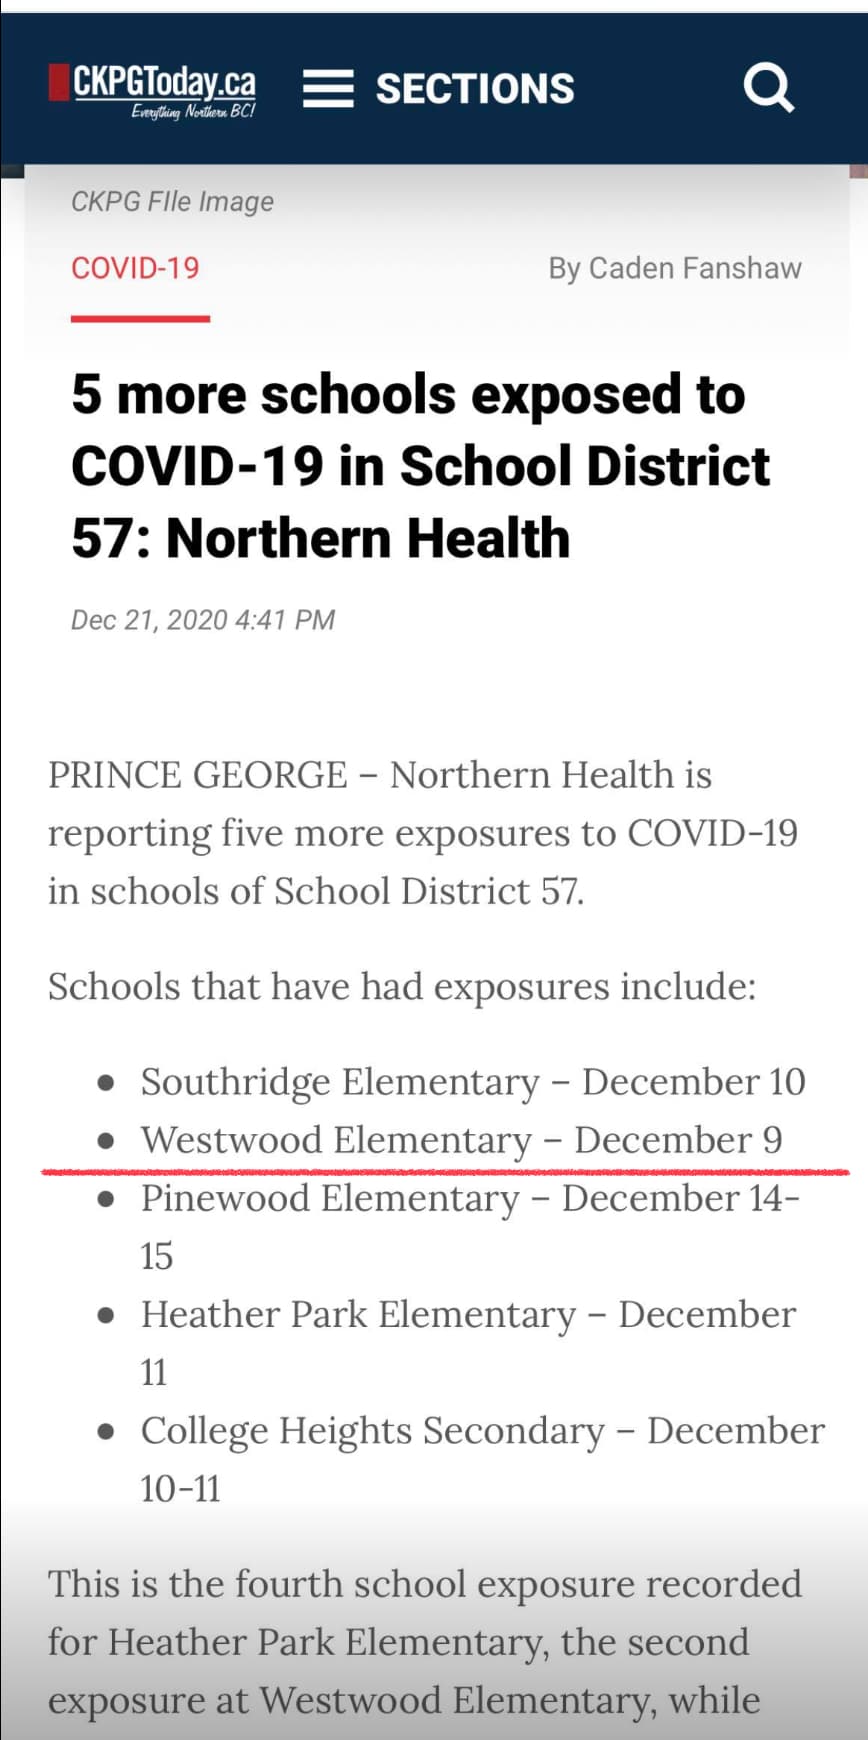 CKPGToday.ca
Everything Northern BC!
SECTIONS
CKPG FIle Image
COVID-19
By Caden Fanshaw
5 more schools exposed to
COVID-19 in School District
57: Northern Health
Dec 21, 2020 4:41 PM
PRINCE GEORGE – Northern Health is
reporting five more exposures to COVID-19
in schools of School District 57.
Schools that have had exposures include:
● Southridge Elementary – December 10
● Westwood Elementary – December 9
● Pinewood Elementary – December 14-
15
● Heather Park Elementary – December
11
● College Heights Secondary – December
10-11
This is the fourth school exposure recorded
for Heather Park Elementary, the second
exposure at Westwood Elementary, while